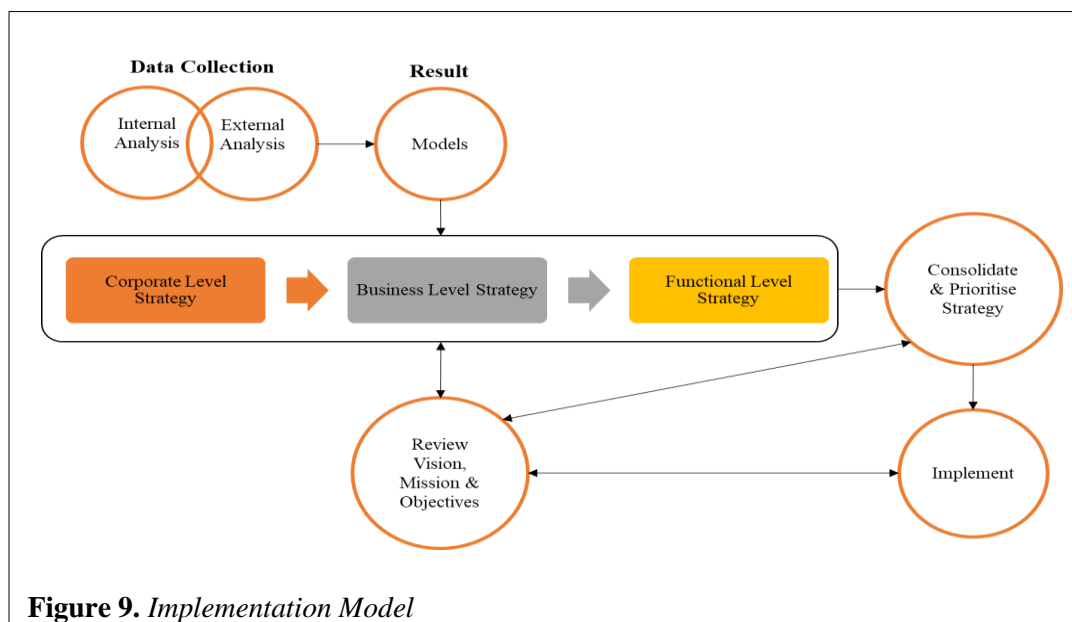 Data Collection
Result
Internal
Analysis
External
Analysis
Models
Corporate Level
Strategy
Business Level Strategy
Functional Level
Strategy
Consolidate
& Prioritise
Strategy
Review
Vision,
Mission &
Objectives
Implement
Figure 9. Implementation Model